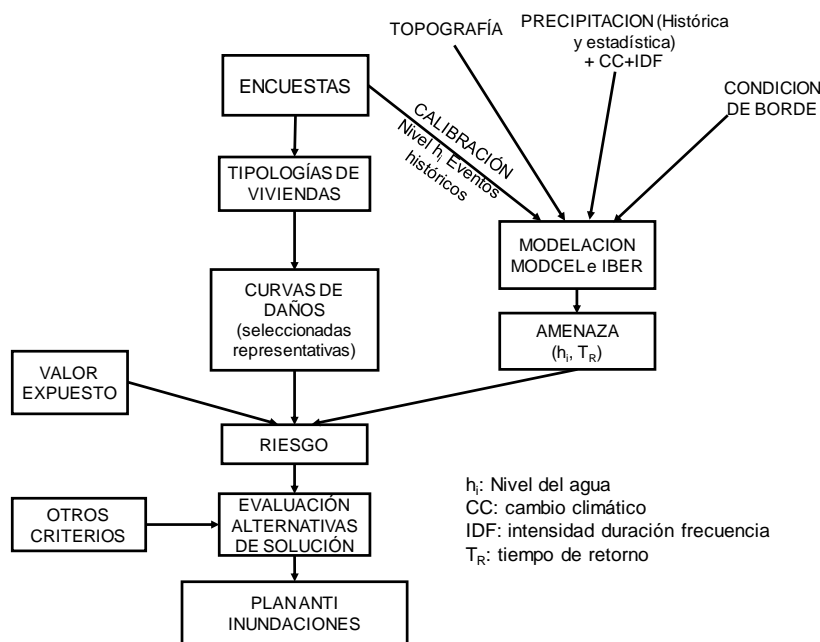 TOPOGRAFÍA
PRECIPITACION (Histórica
y estadística)
+ CC+IDF
CONDICION
DE BORDE
ENCUESTAS
CALIBRACIÓN
Nivel hi Eventos
históricos
TIPOLOGÍAS DE
VIVIENDAS
MODELACION
MODCEL e IBER
CURVAS DE
DAÑOS
(seleccionadas
representativas)
AMENAZA
(hi, TR)
VALOR
EXPUESTO
RIESGO
OTROS
CRITERIOS
EVALUACIÓN
ALTERNATIVAS
DE SOLUCIÓN
PLAN ANTI
INUNDACIONES
hi: Nivel del agua
CC: cambio climático
IDF: intensidad duración frecuencia
TR: tiempo de retorno